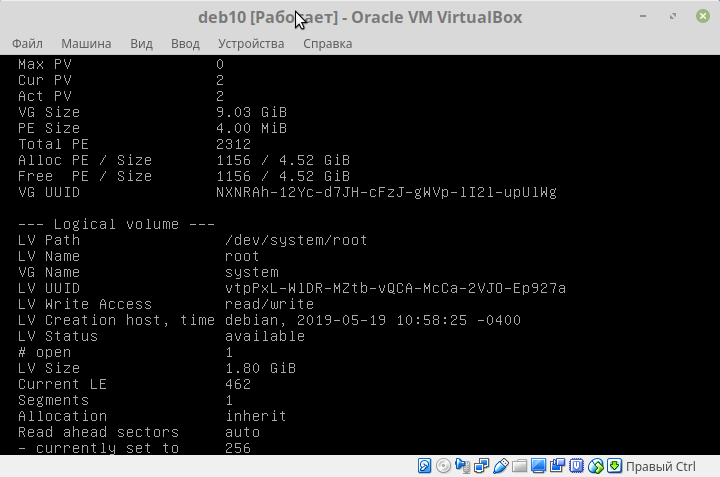 deb10 [Работает] - Oracle VM VirtualBox
Файл Машина Вид Ввод Устройства Справка
Max PV 0
Cur PV 2
Act PV 2
VG Size 9.03 GiB
PE Size 4.00 MiB
Total PE 2312
Alloc PE / Size 1156 / 4.52 GiB
Free  PE / Size 1156 / 4.52 GiB
VG UUID NXNRAh-12Yc-d7JH-cFzJ-gWVp-lI2l-upUlWg
--- Logical volume ---
LV Path /dev/system/root
LV Name root
VG Name system
LV UUID vtpPxL-WlDR-MZtb-vQCA-McCa-2VJO-Ep927a
LV Write Access read/write
LV Creation host, time debian, 2019-05-19 10:58:25 -0400
LV Status available
# open 1
LV Size 1.80 GiB
Current LE 462
Segments 1
Allocation inherit
Read ahead sectors auto
- currently set to 256
Правый Ctrl